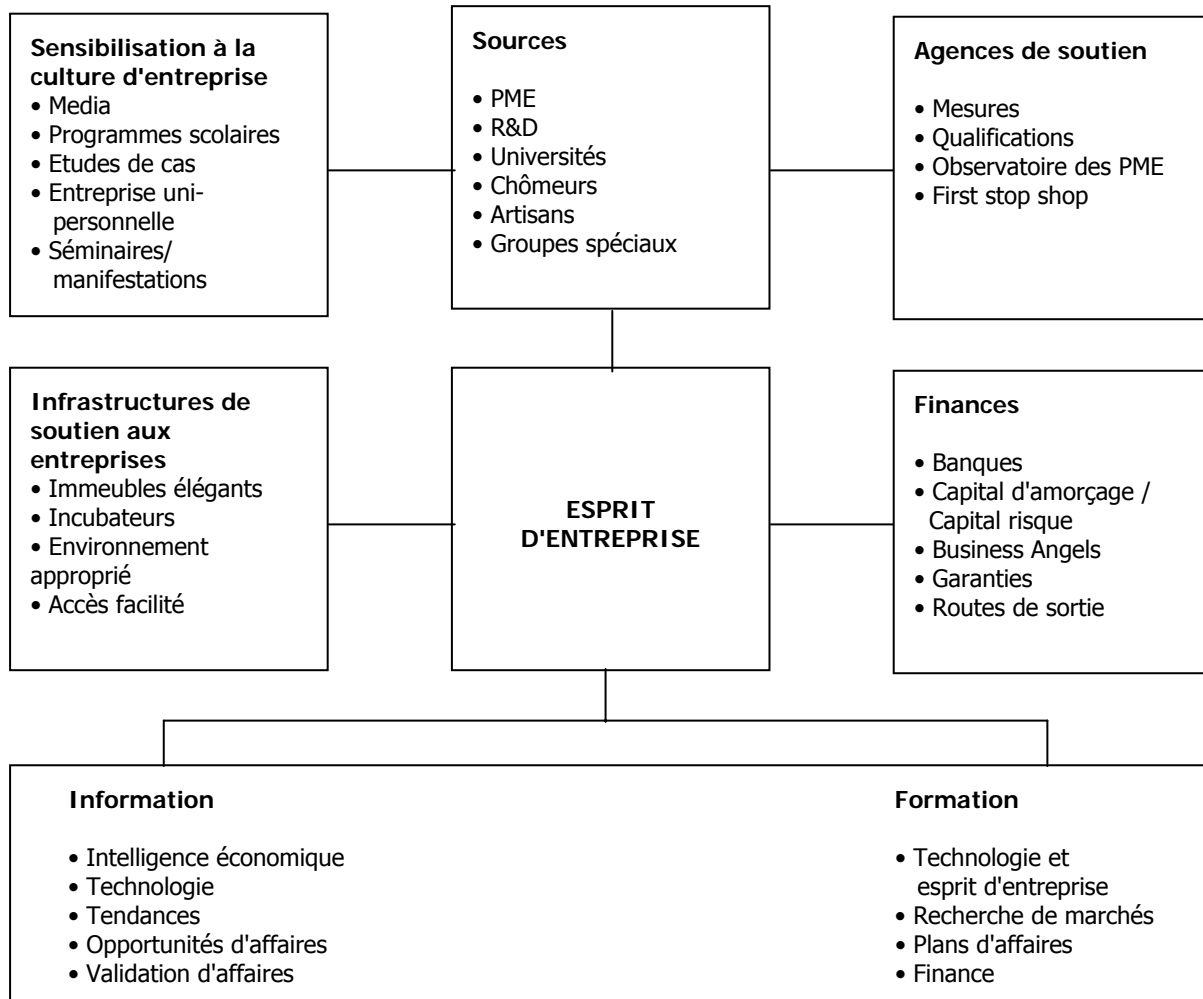 Sensibilisation à la
culture d'entreprise
• Media
• Programmes scolaires
• Etudes de cas
• Entreprise uni-
personnelle
• Séminaires/
manifestations
Sources
• PME
• R&D
• Universités
• Chômeurs
• Artisans
• Groupes spéciaux
Agences de soutien
• Mesures
• Qualifications
• Observatoire des PME
• First stop shop
Infrastructures de
soutien aux
entreprises
• Immeubles élégants
• Incubateurs
• Environnement
approprié
• Accès facilité
ESPRIT
D'ENTREPRISE
Finances
• Banques
• Capital d'amorçage /
Capital risque
• Business Angels
• Garanties
• Routes de sortie
Information
• Intelligence économique
• Technologie
• Tendances
• Opportunités d'affaires
• Validation d'affaires
Formation
• Technologie et
esprit d'entreprise
• Recherche de marchés
• Plans d'affaires
• Finance